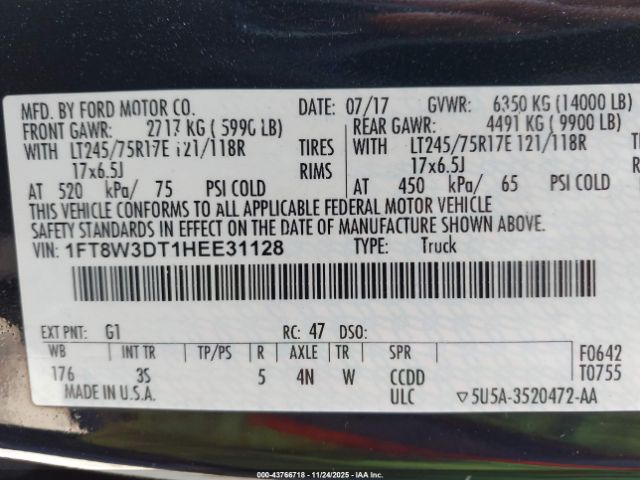 MFD. BY FORD MOTOR CO. DATE: 07/17 GVWR: 6350 KG (14000 LB)
FRONT GAWR: 2717 KG ( 5990 LB) REAR GAWR: 4491 KG ( 9900 LB)
WITH LT245/75R17E 121/118R TIRES WITH LT245/75R17E 121/118R
17x6.5J RIMS 17x6.5J
AT 520 kPa/ 75 PSI COLD AT 450 kPa/ 65 PSI COLD
THIS VEHICLE CONFORMS TO ALL APPLICABLE FEDERAL MOTOR VEHICLE
SAFETY STANDARDS IN EFFECT ON THE DATE OF MANUFACTURE SHOWN ABOVE.
VIN: 1FT8W3DT1HEE31128 TYPE: Truck
EXT PNT: G1 RC: 47 DSO:
WB INT TR TP/PS R AXLE TR SPR F0642
176 3S 5 4N W CCDD T0755
MADE IN U.S.A. ULC ▽5U5A-3520472-AA
000-43766718 - 11/24/2025 - IAA Inc.